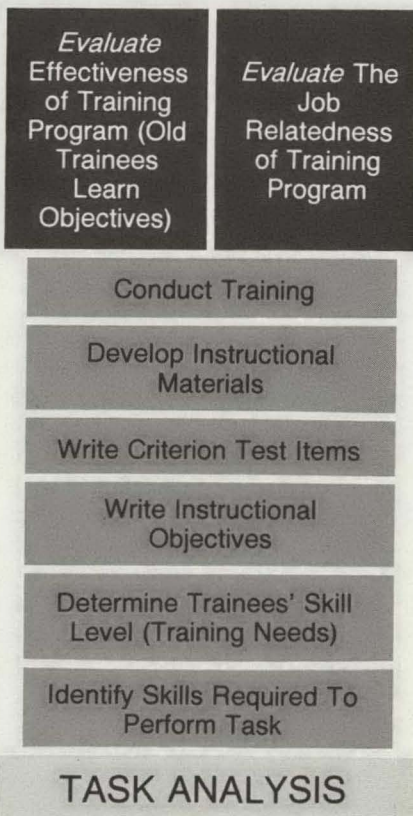 Evaluate
Effectiveness
of Training
Program (Old
Trainees
Learn
Objectives)
Evaluate The
Job
Relatedness
of Training
Program
Conduct Training
Develop Instructional
Materials
Write Criterion Test Items
Write Instructional
Objectives
Determine Trainees' Skill
Level (Training Needs)
Identify Skills Required To
Perform Task
TASK ANALYSIS